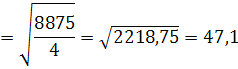 = √(8875/4) = √2218,75 = 47,1